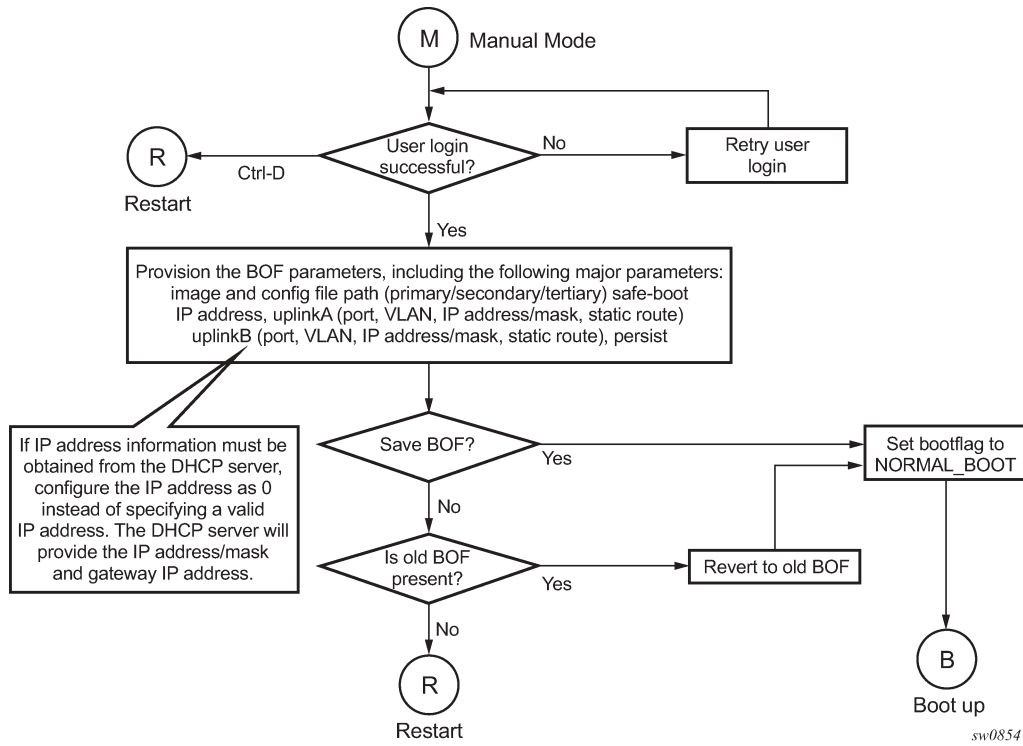 M
Manual Mode
User login
successful?
No
Retry user
login
R
Ctrl-D
Restart
Yes
Provision the BOF parameters, including the following major parameters:
image and config file path (primary/secondary/tertiary) safe-boot
IP address, uplinkA (port, VLAN, IP address/mask, static route)
uplinkB (port, VLAN, IP address/mask, static route), persist
If IP address information must be
obtained from the DHCP server,
configure the IP address as 0
instead of specifying a valid
IP address. The DHCP server will
provide the IP address/mask
and gateway IP address.
Save BOF?
Yes
Set bootflag to
NORMAL_BOOT
No
Is old BOF
present?
Yes
Revert to old BOF
No
R
Restart
B
Boot up
sw0854